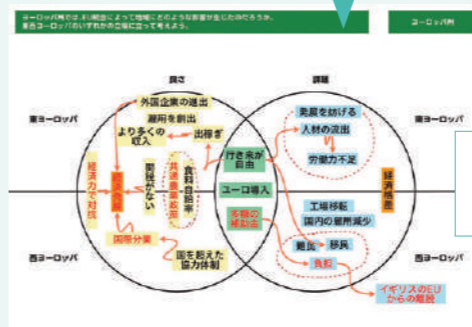 ヨーロッパ州では、EU統合によって地域にどのような影響が生じたのだろうか。
東西ヨーロッパのいずれかの立場に立って考えよう。
ヨーロッパ州
良さ
課題
東ヨーロッパ
東ヨーロッパ
外国企業の進出
雇用を創出
より多くの
収入
出稼ぎ
発展を妨げる
人材の流出
労働力不足
行き来が
自由
経済力で対抗
経済発展
関税がない
共通農業政策
食料自給率
ユーロ導入
経済格差
多額の
補助金
工場移転
国内の雇用減少
国際分業
国を超えた
協力体制
難民
移民
負担
西ヨーロッパ
西ヨーロッパ
イギリスのEU
からの離脱